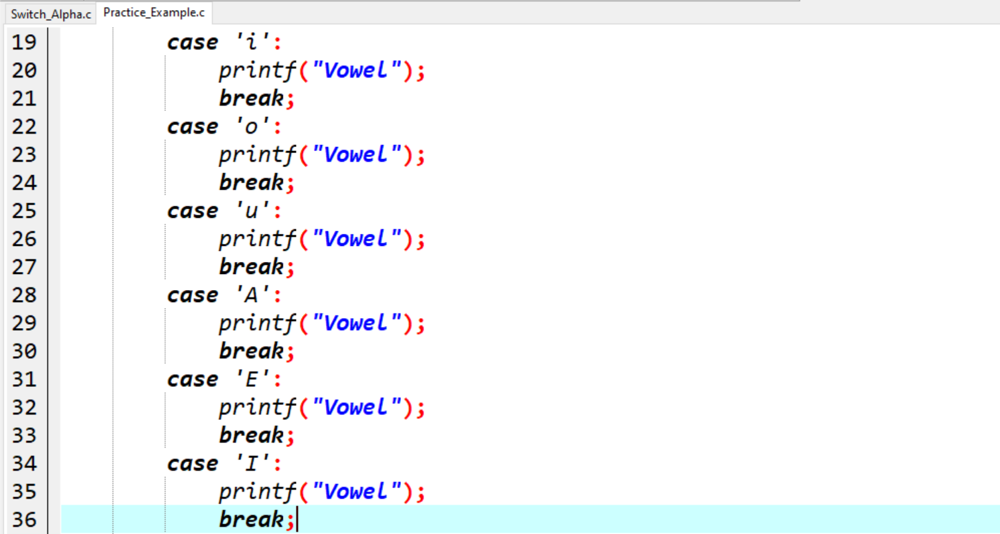 Switch_Alpha.c Practice_Example.c
19 case 'i':
20 printf("Vowel");
21 break;
22 case 'o':
23 printf("Vowel");
24 break;
25 case 'u':
26 printf("Vowel");
27 break;
28 case 'A':
29 printf("Vowel");
30 break;
31 case 'E':
32 printf("Vowel");
33 break;
34 case 'I':
35 printf("Vowel");
36 break;